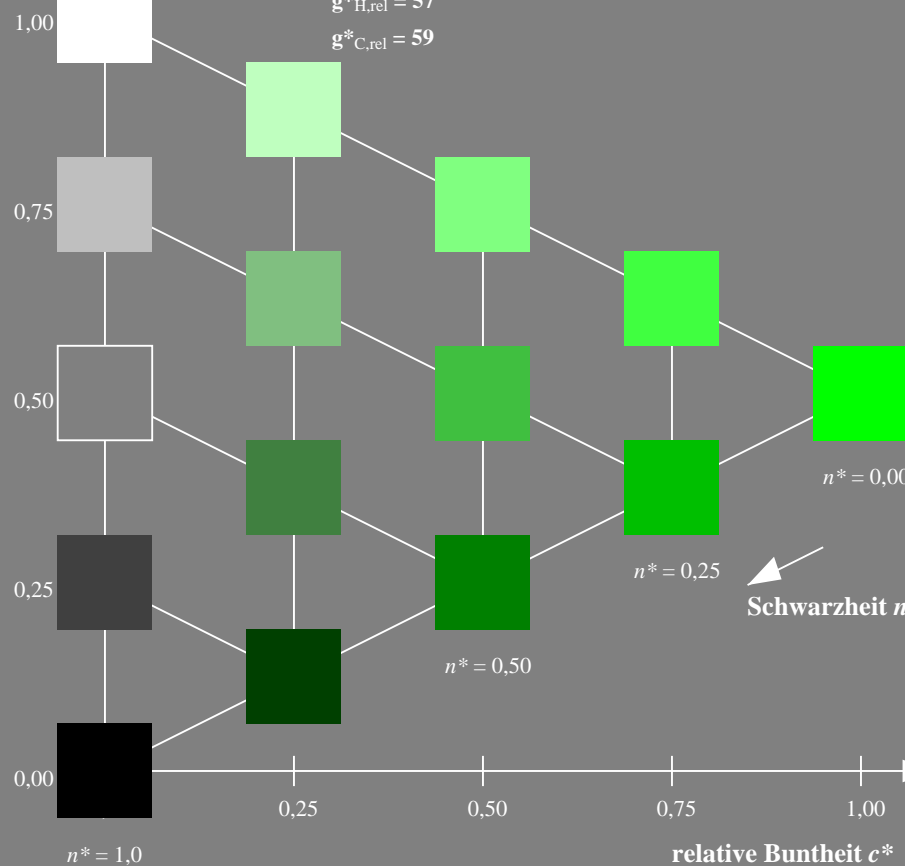 g*H,rel = 57
1,00
g*C,rel = 59
0,75
0,50
n* = 0,00
n* = 0,25
0,25
Schwarzheit n
n* = 0,50
0,00
0,25
0,50
0,75
1,00
n* = 1,0
relative Buntheit c*